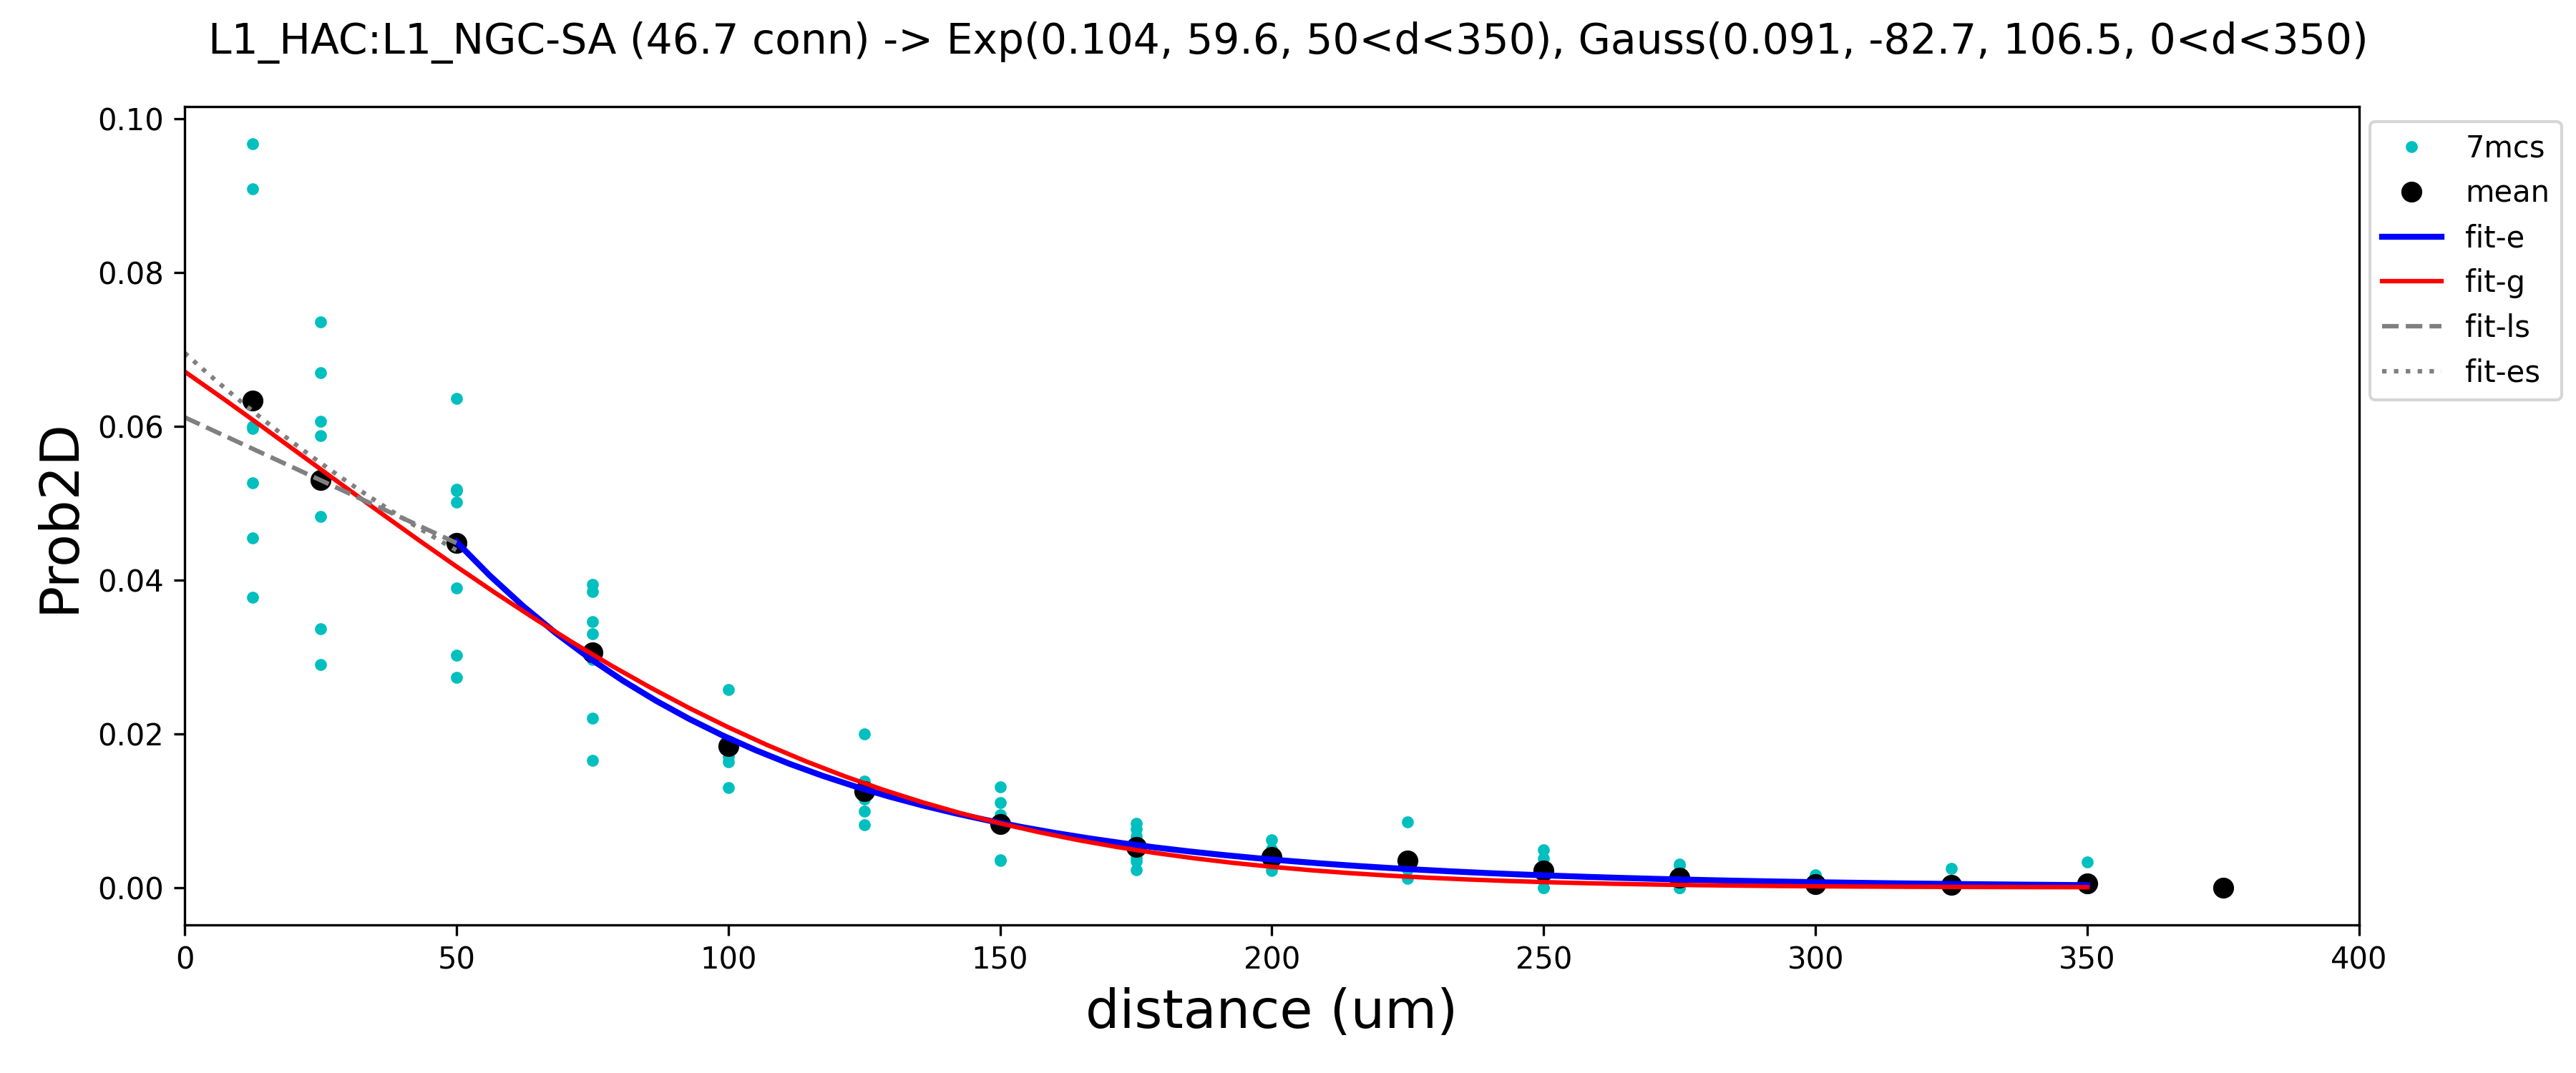 L1_HAC:L1_NGC-SA (46.7 conn) -> Exp(0.104, 59.6, 50<d<350), Gauss(0.091, -82.7, 106.5, 0<d<350)
0.10
0.08
0.06
0.04
0.02
0.00
Prob2D
0 50 100 150 200 250 300 350 400
distance (um)
7mcs
mean
fit-e
fit-g
fit-ls
fit-es